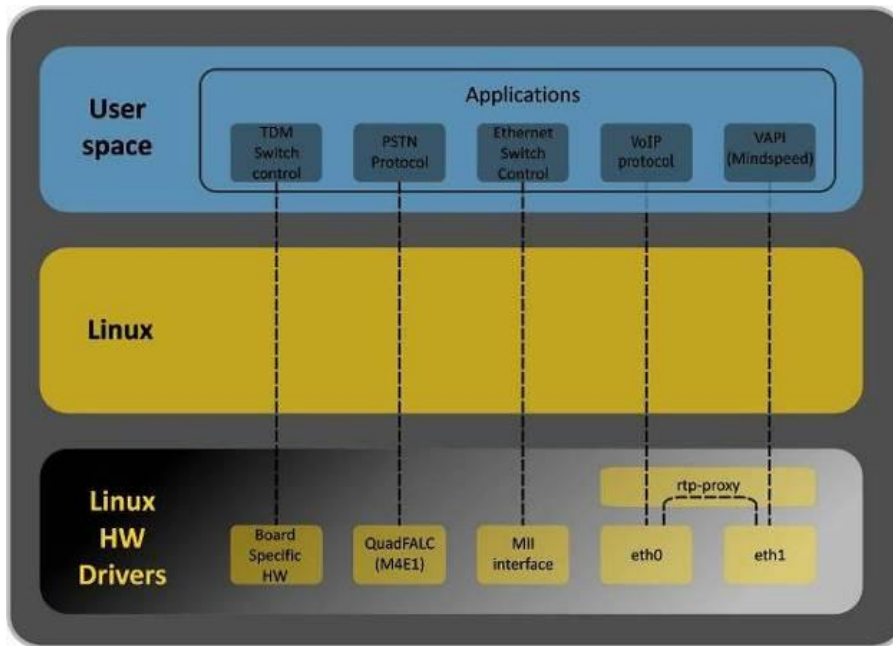 User
space
Applications
TDM
Switch
control
PSTN
Protocol
Ethernet
Switch
Control
VoIP
protocol
VAPI
(Mindspeed)
Linux
Linux
HW
Drivers
rtp-proxy
Board
Specific
HW
QuadFALC
(M4E1)
MII
interface
eth0
eth1